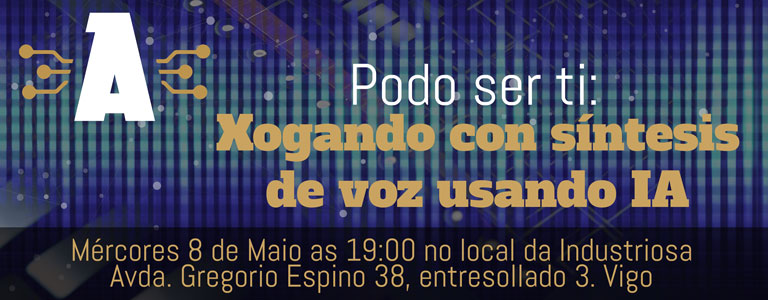 A
Podo ser ti:
Xogando con síntesis
de voz usando IA
Mércores 8 de Maio as 19:00 no local da Industriosa
Avda. Gregorio Espino 38, entresollado 3. Vigo